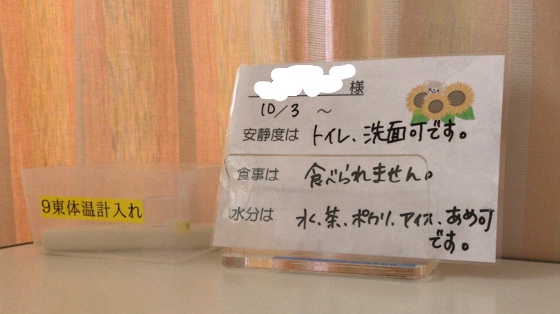 様
10/3 ～
安静度は トイレ、洗面可です。
食事は 食べられません。
水分は 水、茶、ポカリ、アイス、あめ可
です。
9東体温計入れ